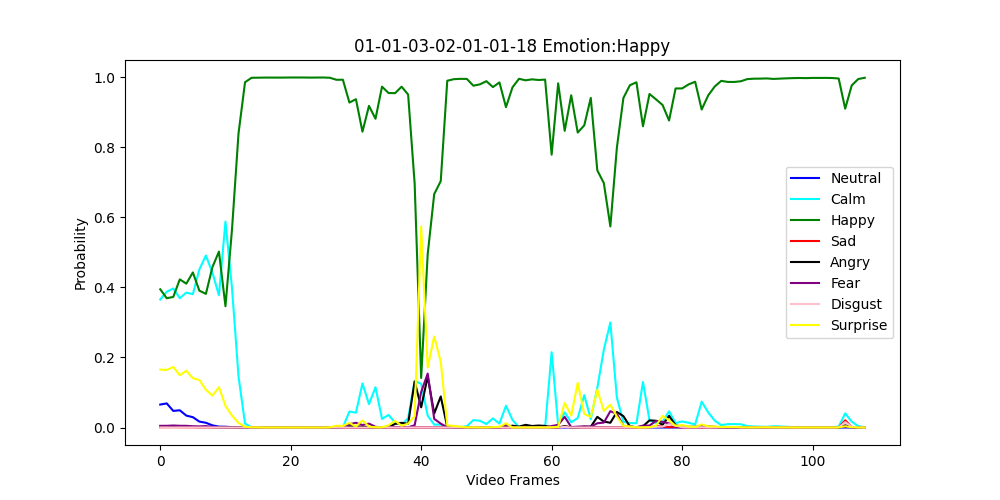 01-01-03-02-01-01-18 Emotion:Happy
1.0
0.8
0.6
0.4
0.2
0.0
Probability
Neutral
Calm
Happy
Sad
Angry
Fear
Disgust
Surprise
0 20 40 60 80 100
Video Frames